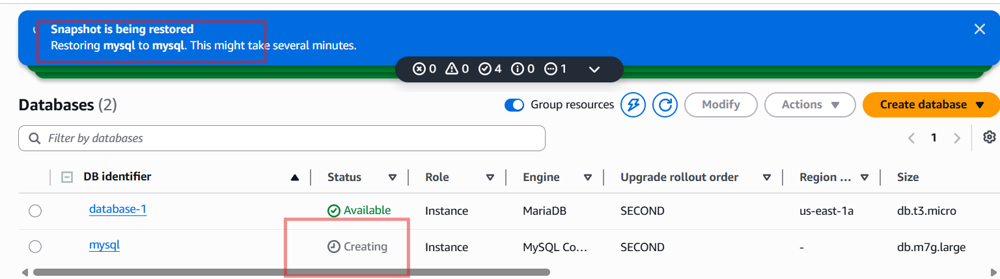 Snapshot is being restored
Restoring mysql to mysql. This might take several minutes.
0 0 4 0 1
Databases (2)
Group resources
Modify
Actions
Create database
Filter by databases
1
DB identifier Status Role Engine Upgrade rollout order Region ... Size
database-1 Available Instance MariaDB SECOND us-east-1a db.t3.micro
mysql Creating Instance MySQL Co... SECOND - db.m7g.large